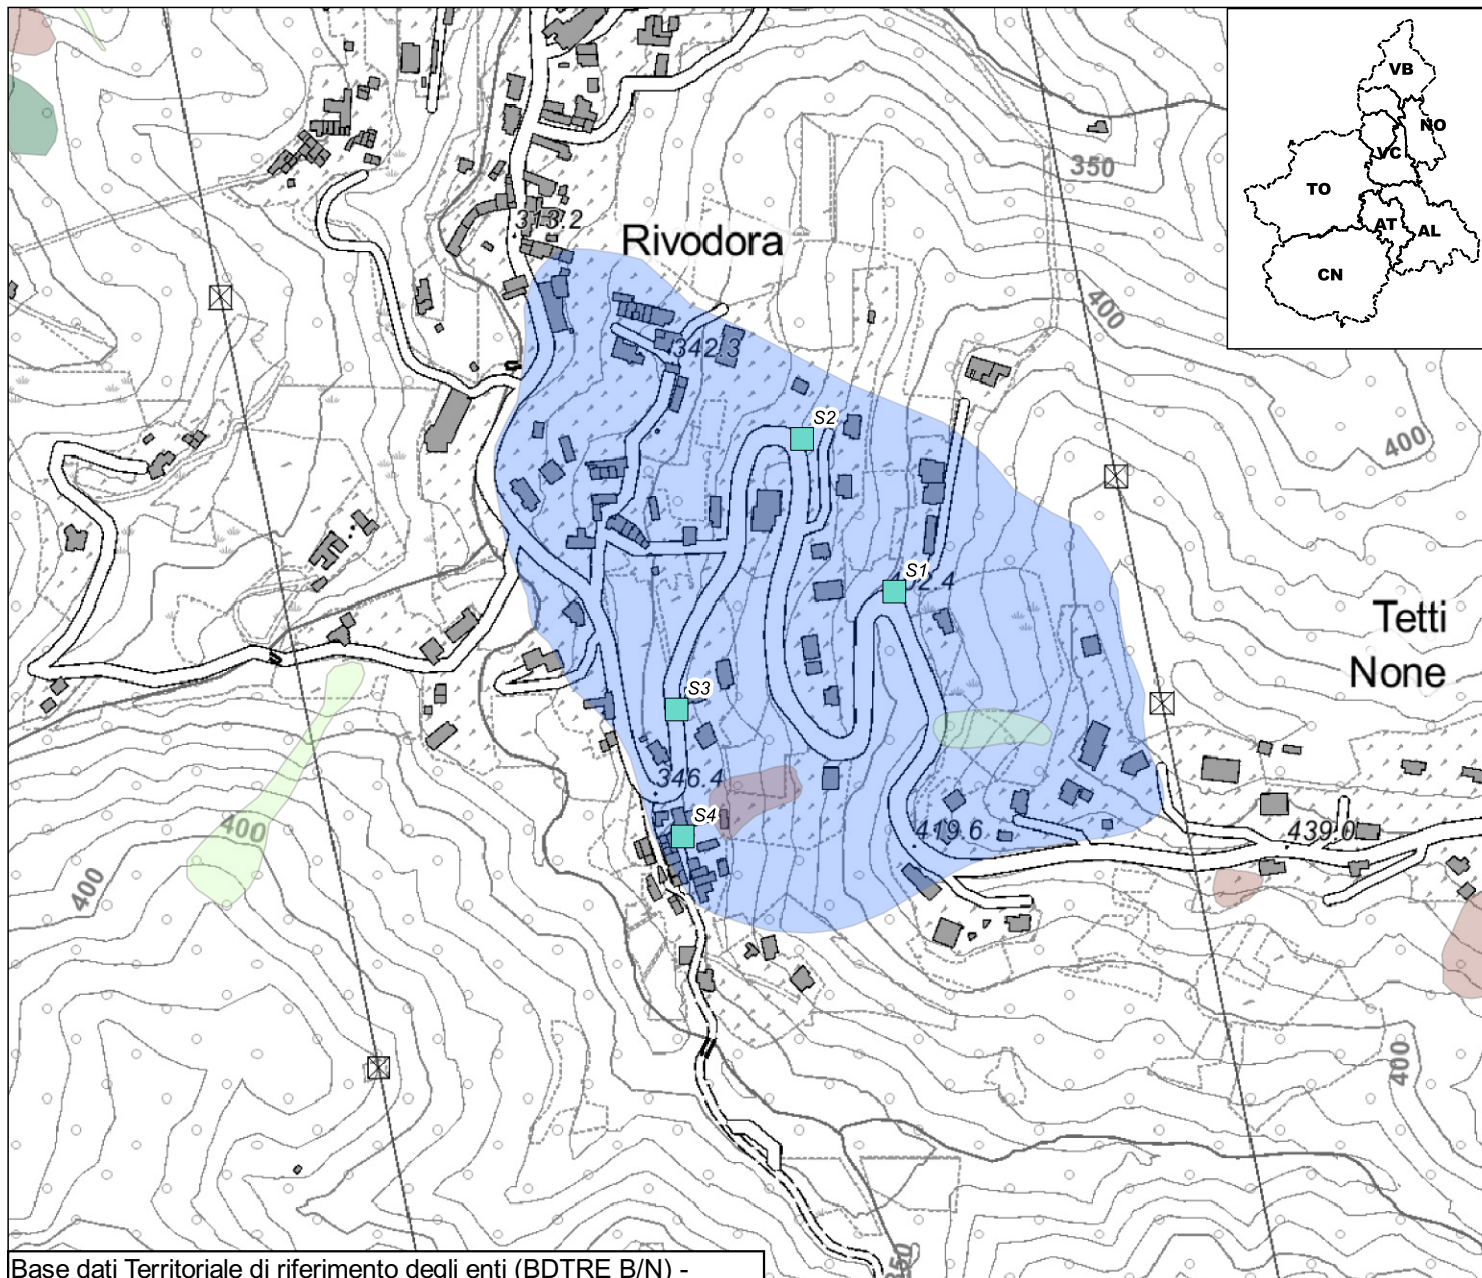 VB
NO
VC
TO
AT
AL
CN
350
313.2
Rivodora
400
342.3
S2
400
S1
Tetti
None
S3
346.4
S4
400
419.6
439.0
400
400
Base dati Territoriale di riferimento degli enti (BDTRE B/N) -